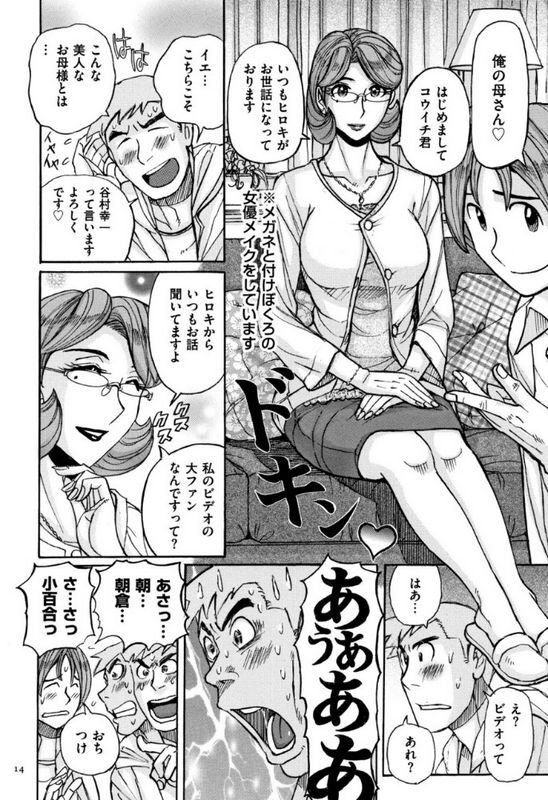 俺の母さん♡
はじめまして
コウイチ君
いつもヒロキが
お世話になって
おります
※メガネと付けぼくろの
女優メイクをしています
ドキン♡
イエ…
こちらこそ
こんな
美人な
お母様とは
…
はは
谷村幸一
って言います
よろしく
です♡
ヒロキから
いつもお話
聞いてますよ
クスクス
私のビデオの
大ファン
なんですって?
はあ…
え?
ビデオって
あれ?
あぁ
うぁ
あ
あ
あさっ…
朝…
朝倉…
さ…さっ
小百合っ
おち
つけ
14